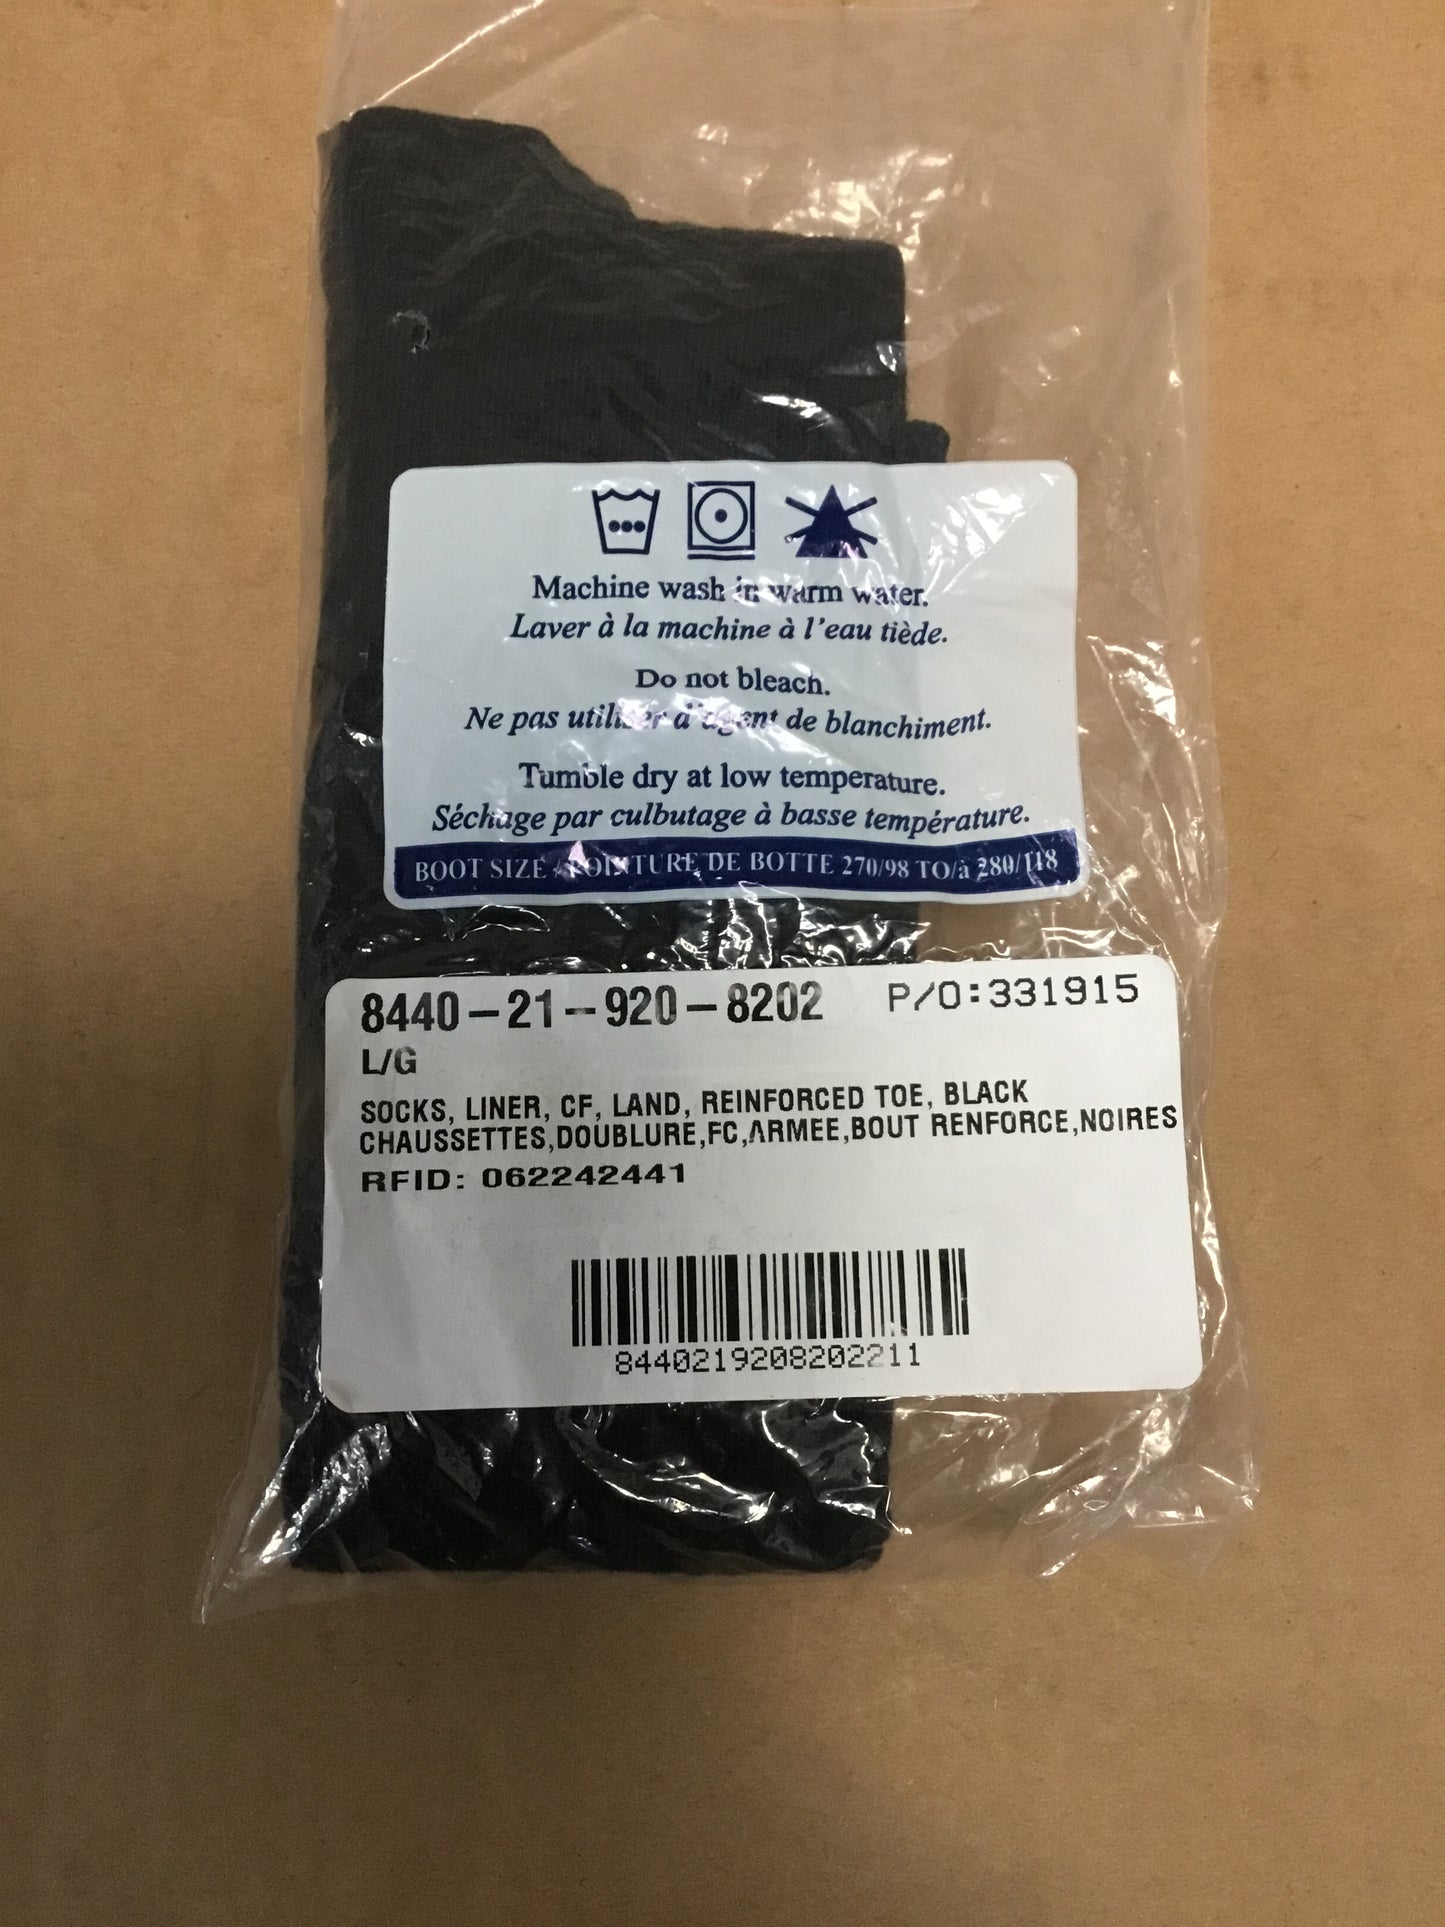 Machine wash in warm water.
Laver à la machine à l'eau tiède.
Do not bleach.
Ne pas utiliser d'agent de blanchiment.
Tumble dry at low temperature.
Séchage par culbutage à basse température.
BOOT SIZE / POINTURE DE BOTTE 270/98 TO/à 280/118
8440-21-920-8202 P/O:331915
L/G
SOCKS, LINER, CF, LAND, REINFORCED TOE, BLACK
CHAUSSETTES,DOUBLURE,FC,ARMEE,BOUT RENFORCE,NOIRES
RFID: 062242441
8440219208202211